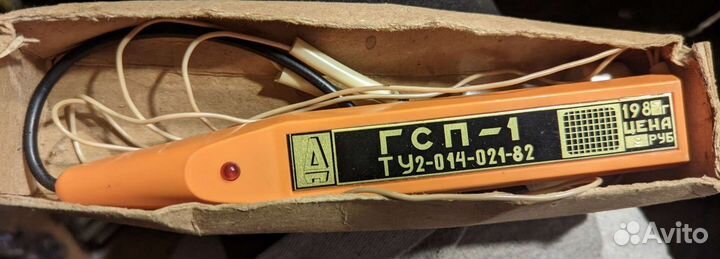 Д
ГСП-1
ТУ2-014-021-82
198 г
ЦЕНА
РУБ
Avito